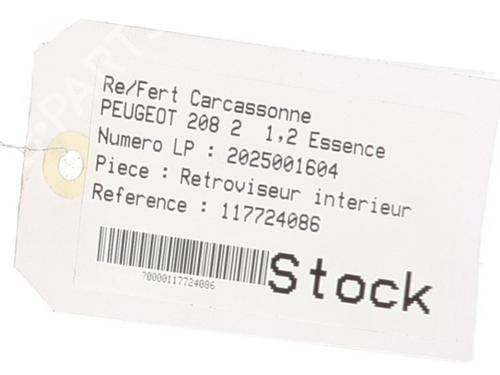 Re/Fert Carcassonne
PEUGEOT 208 2 1,2 Essence
Numero LP : 2025001604
Piece : Retroviseur interieur
Reference : 117724086
70000117724086
Stock